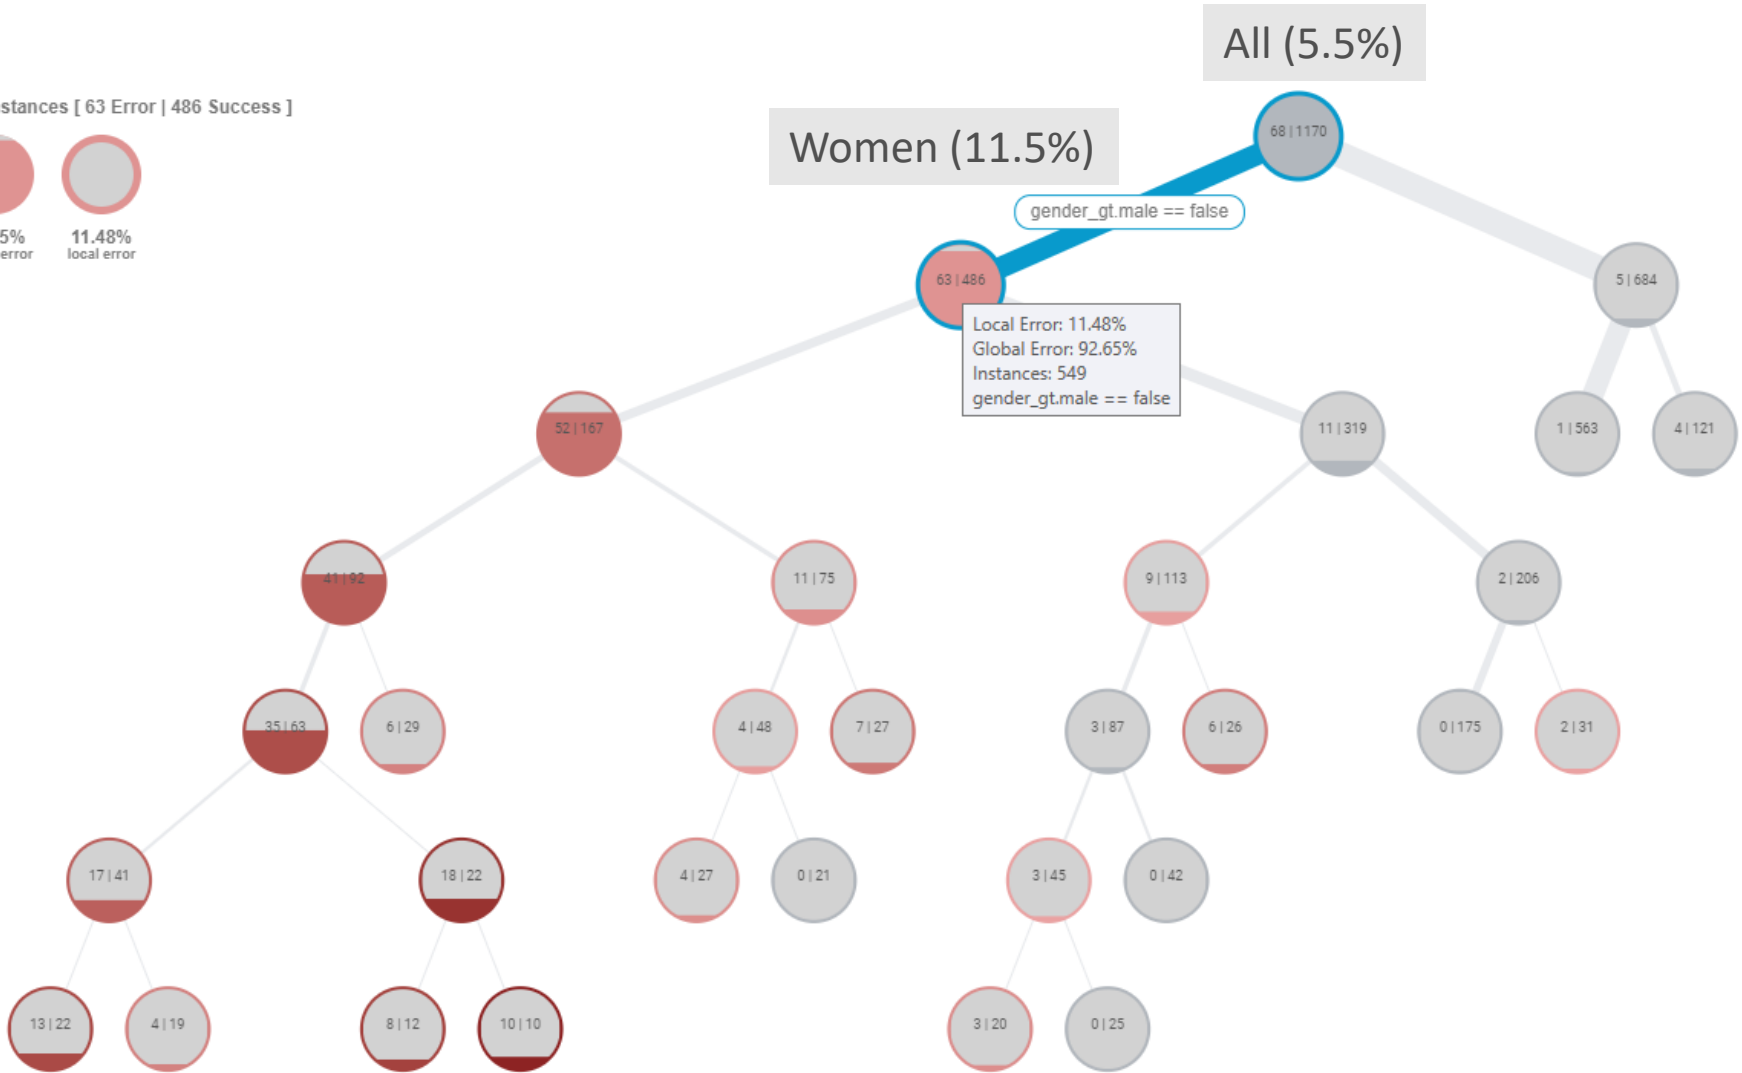 All (5.5%)
stances [ 63 Error | 486 Success ]
Women (11.5%)
68 | 1170
gender_gt.male == false
5%
error
11.48%
local error
63 | 486
5 | 684
Local Error: 11.48%
Global Error: 92.65%
Instances: 549
gender_gt.male == false
52 | 167
11 | 319
1 | 563
4 | 121
41 | 92
11 | 75
9 | 113
2 | 206
35 | 63
6 | 29
4 | 48
7 | 27
3 | 87
6 | 26
0 | 175
2 | 31
17 | 41
18 | 22
4 | 27
0 | 21
3 | 45
0 | 42
13 | 22
4 | 19
8 | 12
10 | 10
3 | 20
0 | 25